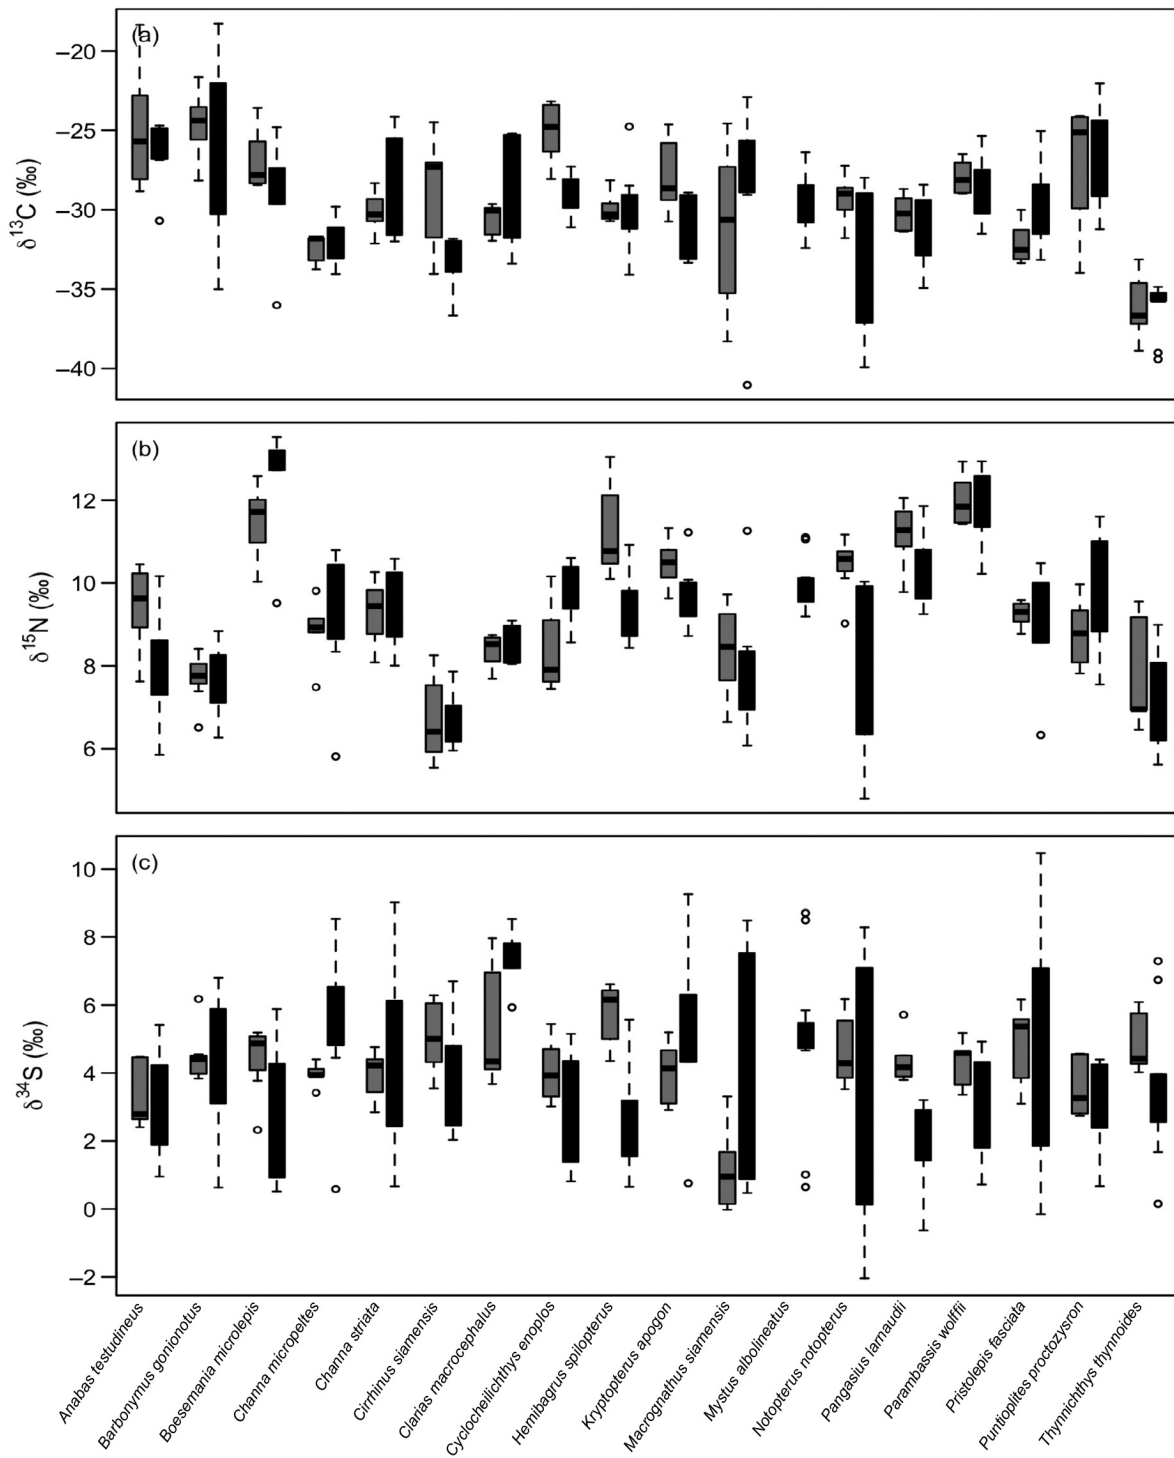 (a)
–20
–25
–30
–35
–40
δ13C (‰)
(b)
12
10
8
6
δ15N (‰)
(c)
10
8
6
4
2
0
–2
δ34S (‰)
Anabas testudineus
Barbonymus gonionotus
Boesemania microlepis
Channa micropeltes
Channa striata
Cirrhinus siamensis
Clarias macrocephalus
Cyclocheilichthys enoplos
Hemibagrus spilopterus
Kryptopterus apogon
Macrognathus siamensis
Mystus albolineatus
Notopterus notopterus
Pangasius larnaudii
Parambassis wolffii
Pristolepis fasciata
Puntioplites proctozysron
Thynnichthys thynnoides